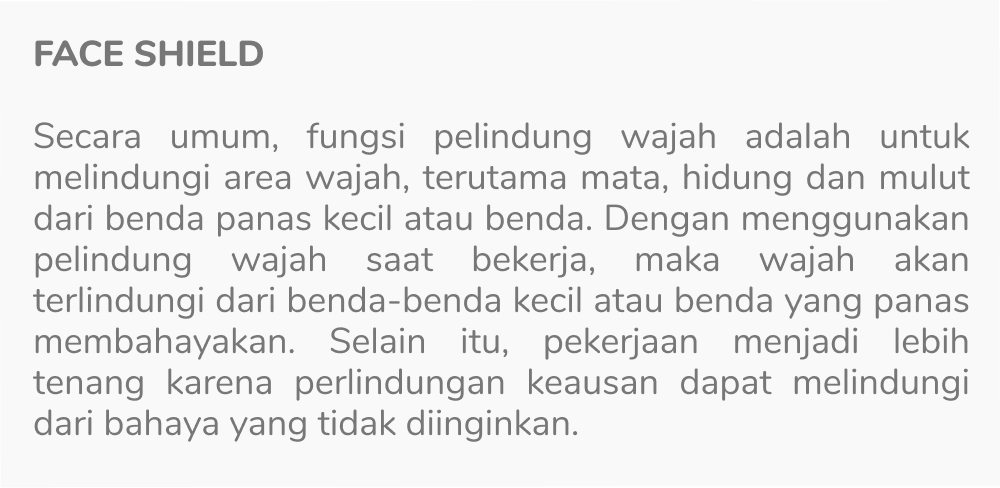 FACE SHIELD
Secara umum, fungsi pelindung wajah adalah untuk
melindungi area wajah, terutama mata, hidung dan mulut
dari benda panas kecil atau benda. Dengan menggunakan
pelindung wajah saat bekerja, maka wajah akan
terlindungi dari benda-benda kecil atau benda yang panas
membahayakan. Selain itu, pekerjaan menjadi lebih
tenang karena perlindungan keausan dapat melindungi
dari bahaya yang tidak diinginkan.